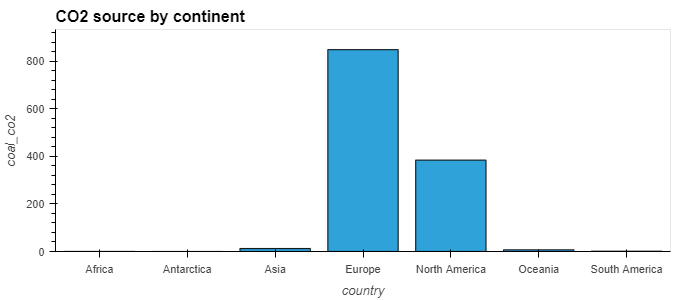 CO2 source by continent
coal_co2
800
600
400
200
0
Africa Antarctica Asia Europe North America Oceania South America
country